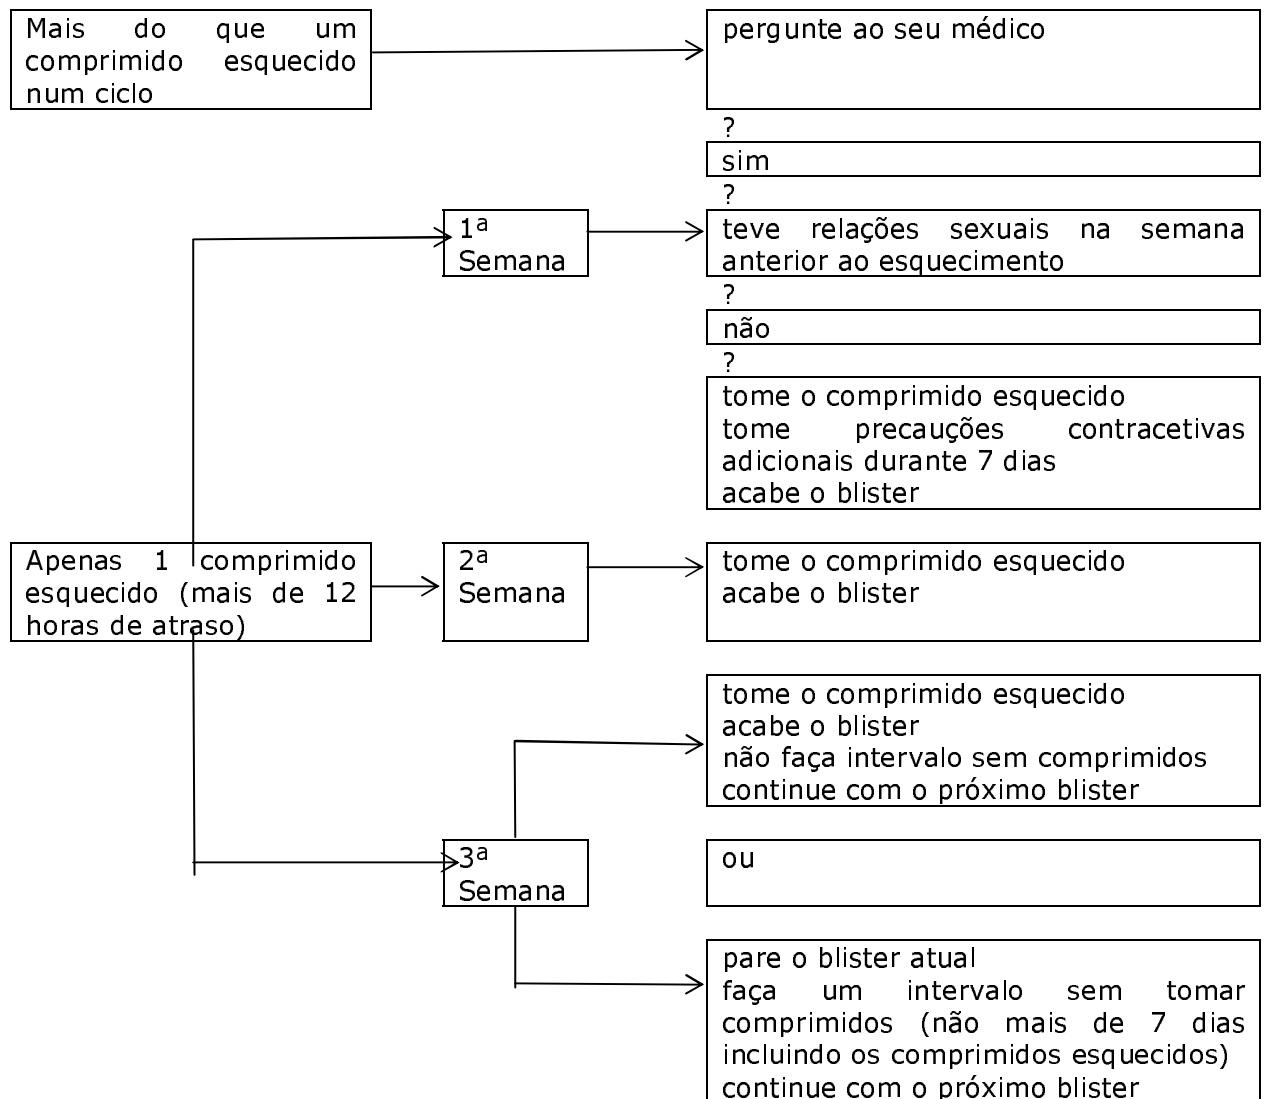 Mais do que um
comprimido esquecido
num ciclo
pergunte ao seu médico
?
sim
?
1ª
Semana
teve relações sexuais na semana
anterior ao esquecimento
?
não
?
tome o comprimido esquecido
tome precauções contracetivas
adicionais durante 7 dias
acabe o blister
Apenas 1 comprimido
esquecido (mais de 12
horas de atraso)
2ª
Semana
tome o comprimido esquecido
acabe o blister
tome o comprimido esquecido
acabe o blister
não faça intervalo sem comprimidos
continue com o próximo blister
3ª
Semana
ou
pare o blister atual
faça um intervalo sem tomar
comprimidos (não mais de 7 dias
incluindo os comprimidos esquecidos)
continue com o próximo blister